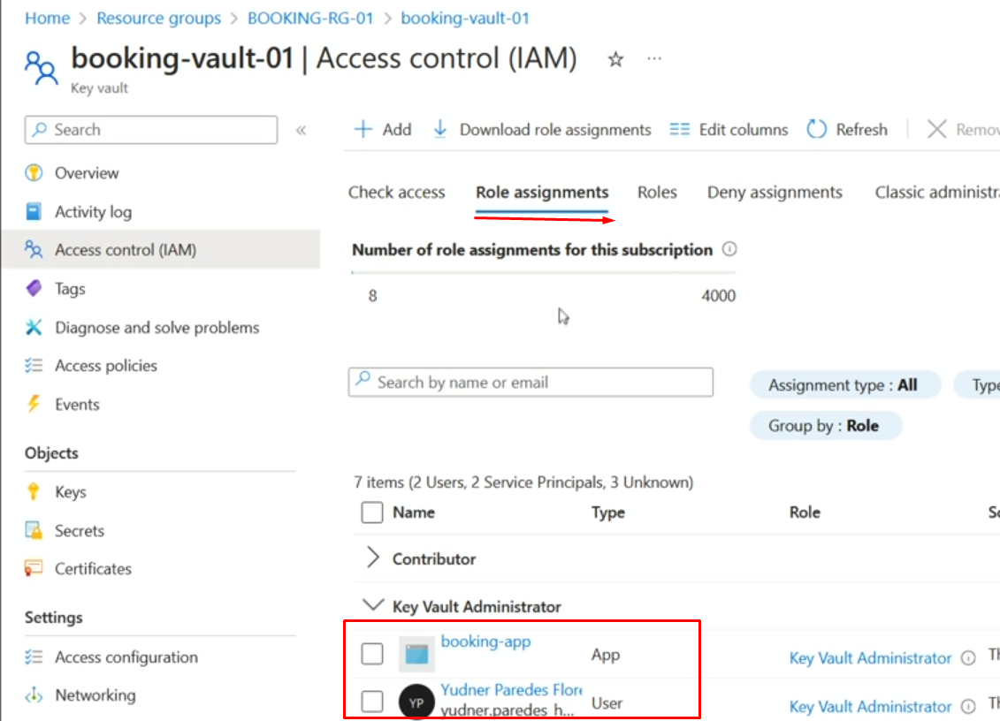 Home > Resource groups > BOOKING-RG-01 > booking-vault-01
booking-vault-01 | Access control (IAM) ☆ ...
Key vault
Search «
Add Download role assignments Edit columns Refresh Remov
Overview
Activity log
Access control (IAM)
Tags
Diagnose and solve problems
Access policies
Events
Objects
Keys
Secrets
Certificates
Settings
Access configuration
Networking
Check access Role assignments Roles Deny assignments Classic administra
Number of role assignments for this subscription
8 4000
Search by name or email
Assignment type : All Type
Group by : Role
7 items (2 Users, 2 Service Principals, 3 Unknown)
Name Type Role Sc
Contributor
Key Vault Administrator
booking-app
App Key Vault Administrator Th
Yudner Paredes Flore
YP yudner.paredes_h... User Key Vault Administrator Th